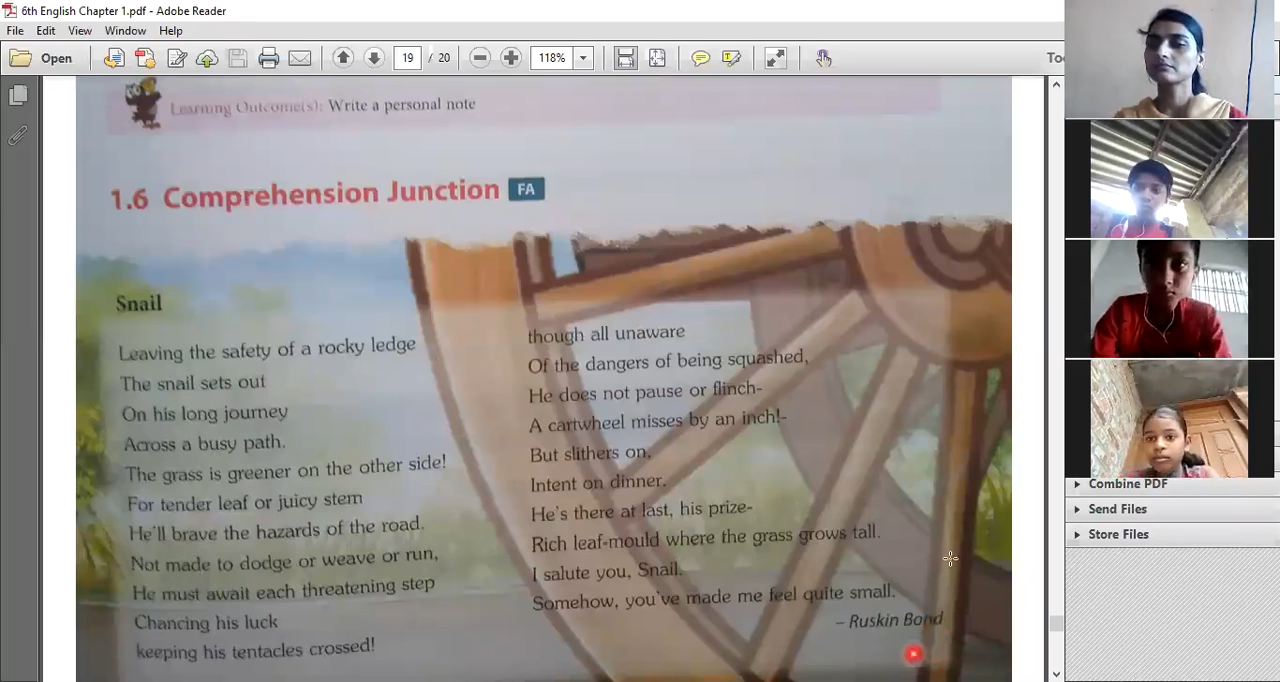 6th English Chapter 1.pdf - Adobe Reader
File Edit View Window Help
Open
19 / 20
118%
Learning Outcome(s): Write a personal note
1.6 Comprehension Junction FA
Snail
Leaving the safety of a rocky ledge
The snail sets out
On his long journey
Across a busy path.
The grass is greener on the other side!
For tender leaf or juicy stem
He'll brave the hazards of the road.
Not made to dodge or weave or run,
He must await each threatening step
Chancing his luck
keeping his tentacles crossed!
though all unaware
Of the dangers of being squashed,
He does not pause or flinch-
A cartwheel misses by an inch!-
But slithers on,
Intent on dinner.
He's there at last, his prize-
Rich leaf-mould where the grass grows tall.
I salute you, Snail.
Somehow, you've made me feel quite small.
– Ruskin Bond
Combine PDF
Send Files
Store Files